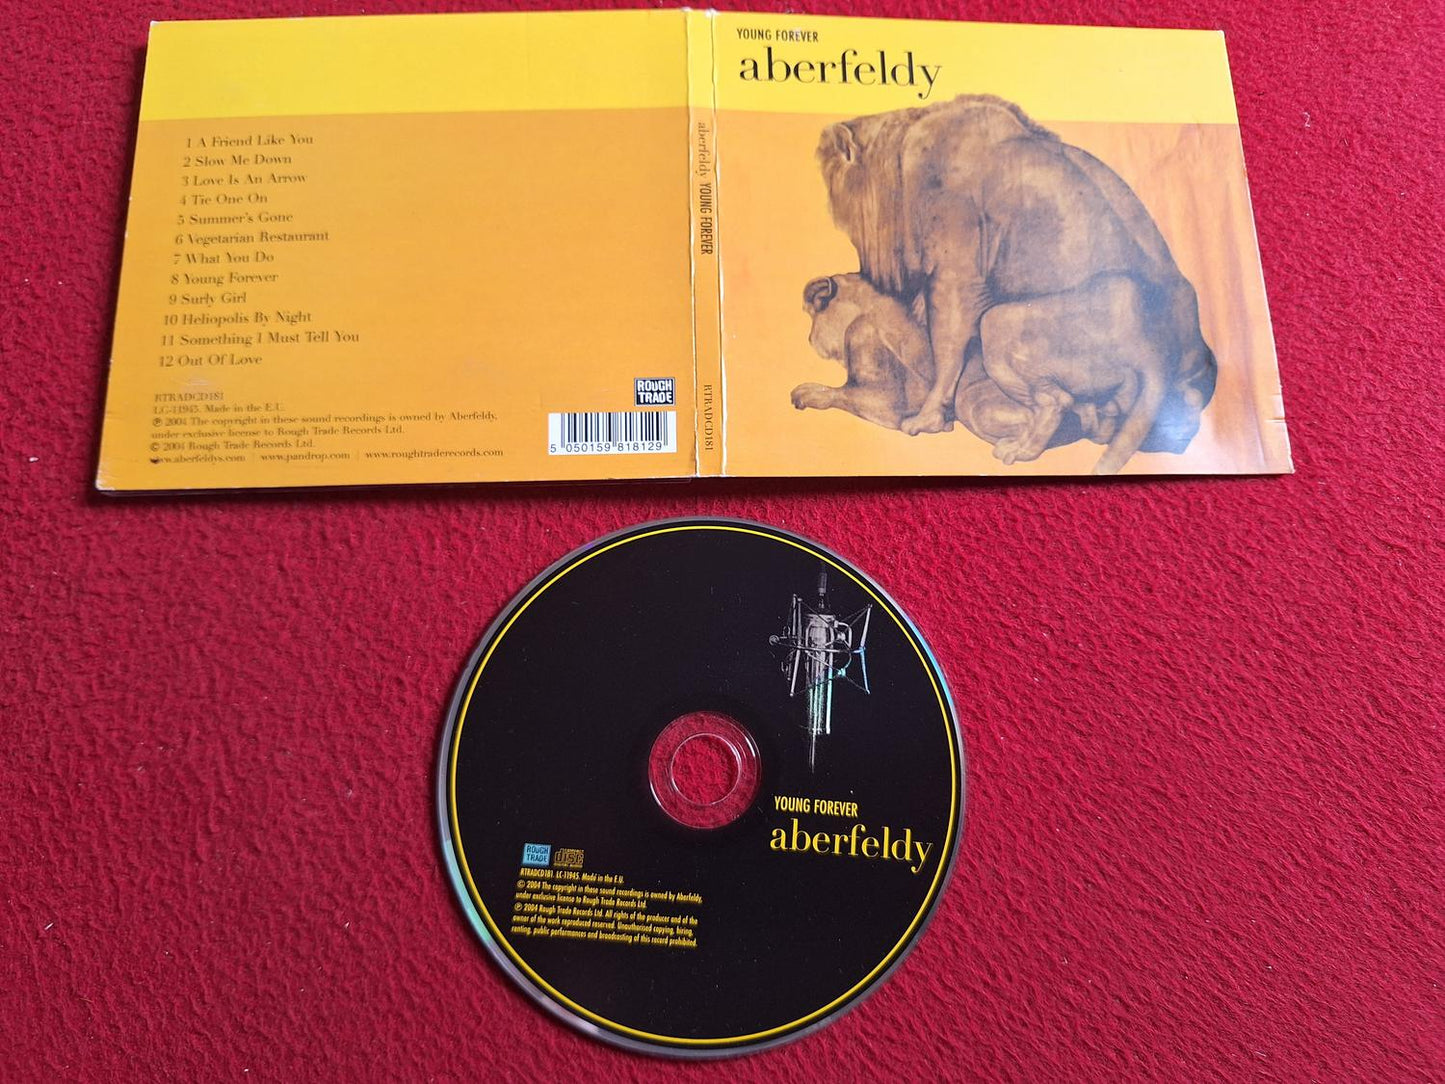 1 A Friend Like You
2 Slow Me Down
3 Love Is An Arrow
4 Tie One On
5 Summer's Gone
6 Vegetarian Restaurant
7 What You Do
8 Young Forever
9 Surly Girl
10 Heliopolis By Night
11 Something I Must Tell You
12 Out Of Love
RTRADCD181
LC-11945. Made in the E.U.
℗ 2004 The copyright in these sound recordings is owned by Aberfeldy,
under exclusive license to Rough Trade Records Ltd.
© 2004 Rough Trade Records Ltd.
www.aberfeldys.com | www.pandrop.com | www.roughtraderecords.com
ROUGH
TRADE
5 050159 818129
aberfeldy YOUNG FOREVER
RTRADCD181
YOUNG FOREVER
aberfeldy
YOUNG FOREVER
aberfeldy
ROUGH
TRADE
COMPACT
disc
DIGITAL AUDIO
RTRADCD181. LC-11945. Made in the E.U.
© 2004 The copyright in these sound recordings is owned by Aberfeldy,
under exclusive license to Rough Trade Records Ltd.
℗ 2004 Rough Trade Records Ltd. All rights of the producer and of the
owner of the work reproduced reserved. Unauthorised copying, hiring,
renting, public performances and broadcasting of this record prohibited.